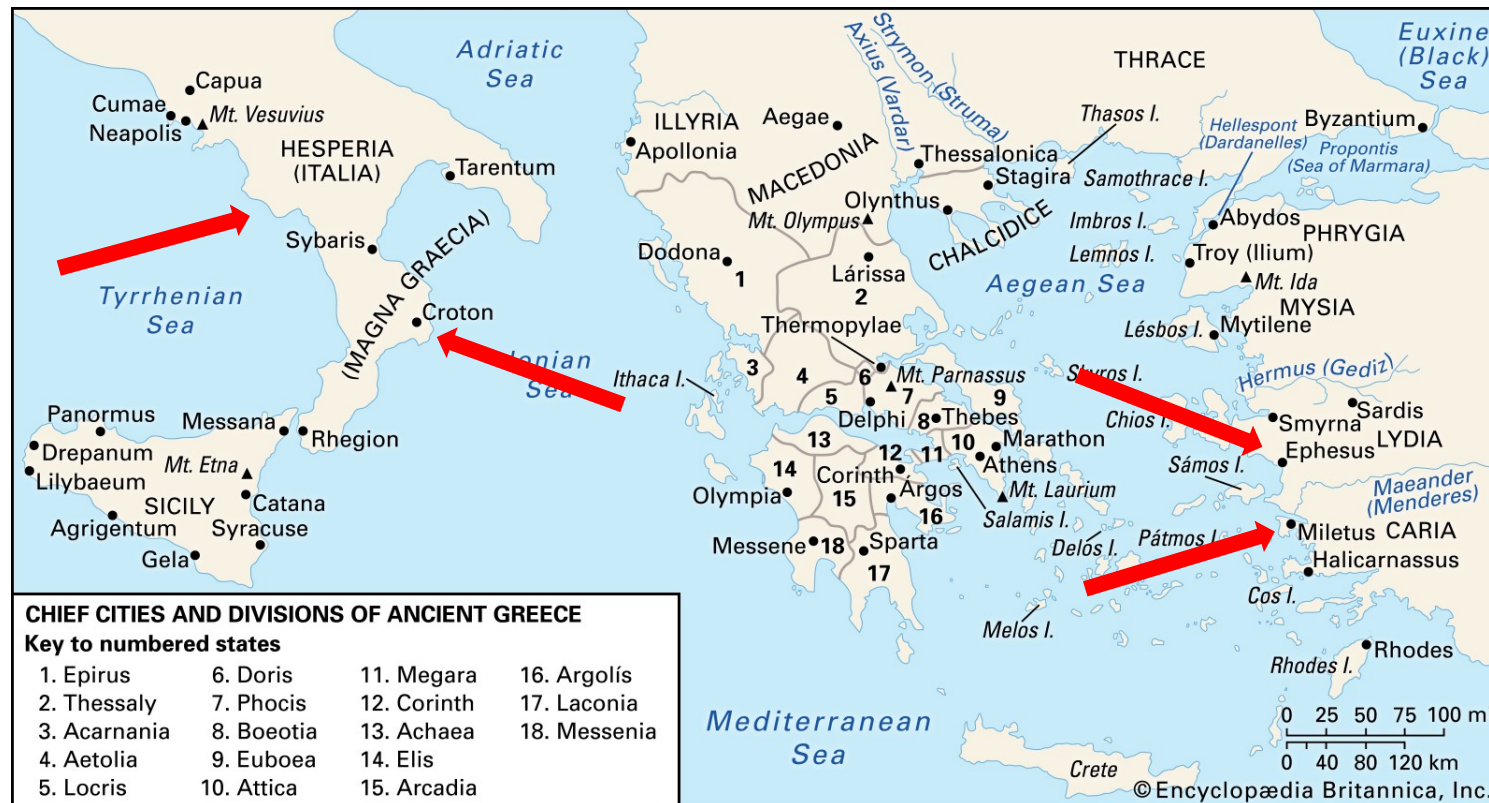 Adriatic
Sea
Euxine
(Black)
Sea
THRACE
Axius (Vardar)
Strymon (Struma)
Capua
Cumae
Mt. Vesuvius
Neapolis
HESPERIA
(ITALIA)
Tarentum
ILLYRIA
Apollonia
Aegae
MACEDONIA
Thasos I.
Hellespont
(Dardanelles)
Byzantium
Propontis
(Sea of Marmara)
Thessalonica
Stagira
Samothrace I.
Olynthus
Mt. Olympus
CHALCIDICE
Imbros I.
Abydos
PHRYGIA
Sybaris
(MAGNA GRAECIA)
Dodona
1
Lárissa
2
Lemnos I.
Troy (Ilium)
Mt. Ida
Aegean Sea
MYSIA
Tyrrhenian
Sea
Croton
Thermopylae
Lésbos I.
Mytilene
Sea
Ithaca I.
3
4
5
6
Mt. Parnassus
7
Delphi
8
Thebes
9
Chios I.
Hermus (Gediz)
Smyrna
Sardis
LYDIA
Ephesus
Panormus
Messana
Rhegion
Drepanum
Mt. Etna
Lilybaeum
SICILY
Catana
Agrigentum
Syracuse
Gela
13
14
Olympia
15
12
Corinth
11
10
Marathon
Athens
Árgos
Mt. Laurium
16
Salamis I.
Sámos I.
Maeander
(Menderes)
Messene
18
Sparta
17
Delos I.
Pátmos I.
Miletus
CARIA
Halicarnassus
Cos I.
Melos I.
Rhodes
Rhodes I.
Mediterranean
Sea
Crete
0 25 50 75 100 m
0 40 80 120 km
©Encyclopædia Britannica, Inc.
CHIEF CITIES AND DIVISIONS OF ANCIENT GREECE
Key to numbered states
1. Epirus
2. Thessaly
3. Acarnania
4. Aetolia
5. Locris
6. Doris
7. Phocis
8. Boeotia
9. Euboea
10. Attica
11. Megara
12. Corinth
13. Achaea
14. Elis
15. Arcadia
16. Argolís
17. Laconia
18. Messenia